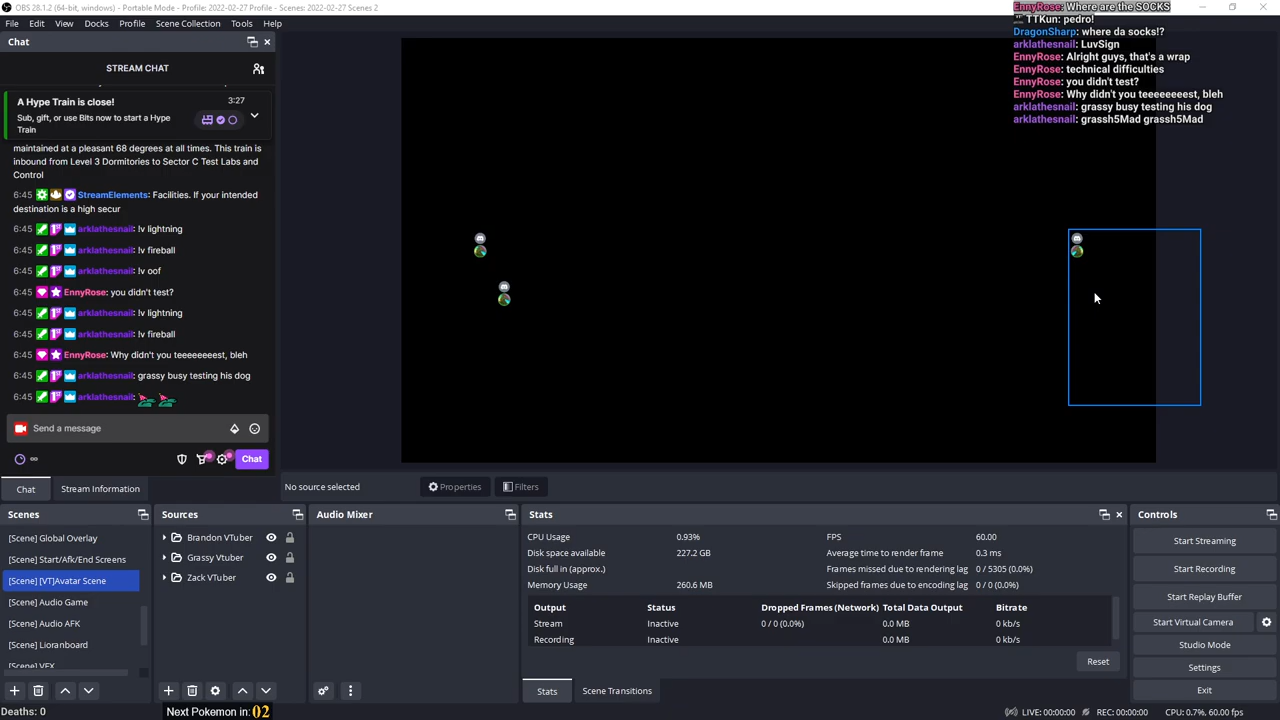 OBS 28.1.2 (64-bit, windows) - Portable Mode - Profile: 2022-02-27 - Scenes: 2022-02-27 Scenes 2
File Edit View Docks Profile Scene Collection Tools Help
Chat
STREAM CHAT
A Hype Train is close!
3:27
Sub, gift, or use Bits now to start a Hype
Train
maintained at a pleasant 68 degrees at all times. This train is
inbound from Level 3 Dormitories to Sector C Test Labs and
Control
6:45 StreamElements: Facilities. If your intended
destination is a high secur
6:45 arklathesnail: !v lightning
6:45 arklathesnail: !v fireball
6:45 arklathesnail: !v oof
6:45 EnnyRose: you didn't test?
6:45 arklathesnail: !v lightning
6:45 arklathesnail: !v fireball
6:45 EnnyRose: Why didn't you teeeeeeest, bleh
6:45 arklathesnail: grassy busy testing his dog
6:45 arklathesnail:
Send a message
Chat
Chat
Stream Information
EnnyRose: Where are the SOCKS
TTKun: pedro!
DragonSharp: where da socks!?
arklathesnail: LuvSign
EnnyRose: Alright guys, that's a wrap
EnnyRose: technical difficulties
EnnyRose: you didn't test?
EnnyRose: Why didn't you teeeeeeest, bleh
arklathesnail: grassy busy testing his dog
arklathesnail: grassh5Mad grassh5Mad
No source selected
Properties
Filters
Scenes
[Scene] Global Overlay
[Scene] Start/Afk/End Screens
[Scene] [VT]Avatar Scene
[Scene] Audio Game
[Scene] Audio AFK
[Scene] Lioranboard
[Scene] VFX
Sources
Brandon VTuber
Grassy Vtuber
Zack VTuber
Audio Mixer
Stats
CPU Usage 0.93%
Disk space available 227.2 GB
Disk full in (approx.)
Memory Usage 260.6 MB
FPS 60.00
Average time to render frame 0.3 ms
Frames missed due to rendering lag 0 / 5305 (0.0%)
Skipped frames due to encoding lag 0 / 0 (0.0%)
Output Status Dropped Frames (Network) Total Data Output Bitrate
Stream Inactive 0 / 0 (0.0%) 0.0 MB 0 kb/s
Recording Inactive 0.0 MB 0 kb/s
Reset
Stats
Scene Transitions
Controls
Start Streaming
Start Recording
Start Replay Buffer
Start Virtual Camera
Studio Mode
Settings
Exit
Deaths: 0
Next Pokemon in: 02
LIVE: 00:00:00
REC: 00:00:00
CPU: 0.7%, 60.00 fps